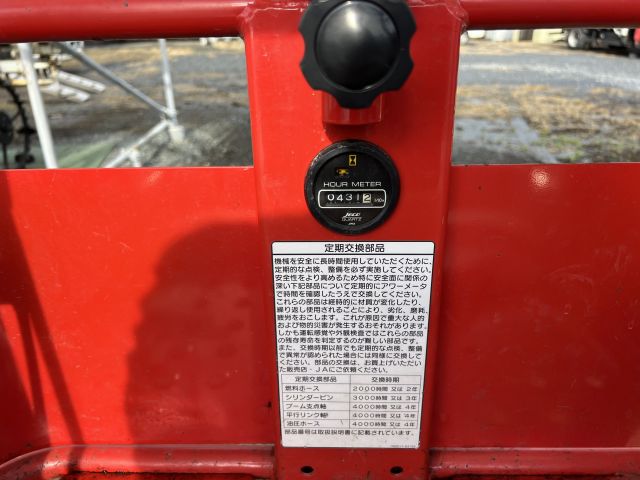 HOUR METER
04312 1/10h
JECO
QUARTZ
定期交換部品
機械を安全に長時間使用していただくために、
定期的な点検、整備を必ず実施してください。
安全性をより高めるため特に安全面に関係の
深い下記部品について定期的にアワーメータ
で時間を確認したうえで交換してください。
これらの部品は経時的に材質が変化したり、
繰り返し使用されることにより、劣化、磨耗、
疲労をおこします。これが原因で重大な人的
および物的災害が発生するおそれがあります。
しかも運転感覚や外観検査ではこれらの部品
の残存寿命を判定するのが難しい部品です。
また、交換時期以前でも定期的な点検、整備
で異常が認められた場合には同様に交換して
ください。部品の交換は、お買上げいただい
た販売店・JAにご依頼ください。
定期交換部品 交換時期
燃料ホース 2000時間 又は 2年
シリンダーピン 3000時間 又は 3年
ブーム支点軸 4000時間 又は 4年
平行リンク軸 4000時間 又は 4年
油圧ホース 4000時間 又は 4年
部品番号は取扱説明書に記載されています。